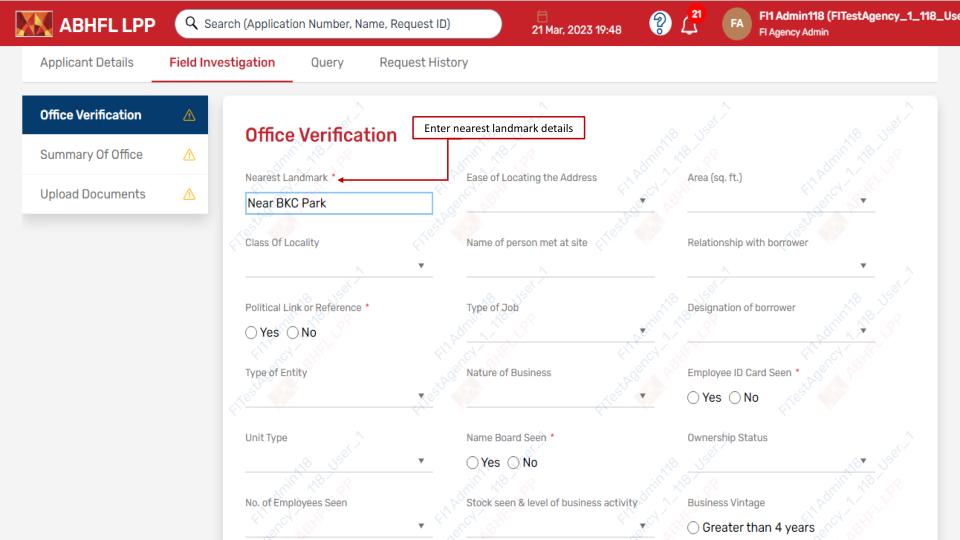 ABHFL LPP
Search (Application Number, Name, Request ID)
21 Mar, 2023 19:48
21
FA
FI1 Admin118 (FITestAgency_1_118_Use
FI Agency Admin
Applicant Details
Field Investigation
Query
Request History
Office Verification
Summary Of Office
Upload Documents
Office Verification
Enter nearest landmark details
Nearest Landmark *
Ease of Locating the Address
Area (sq. ft.)
Near BKC Park
Class Of Locality
Name of person met at site
Relationship with borrower
Political Link or Reference *
Type of Job
Designation of borrower
Yes No
Type of Entity
Nature of Business
Employee ID Card Seen *
Yes No
Unit Type
Name Board Seen *
Ownership Status
Yes No
No. of Employees Seen
Stock seen & level of business activity
Business Vintage
Greater than 4 years